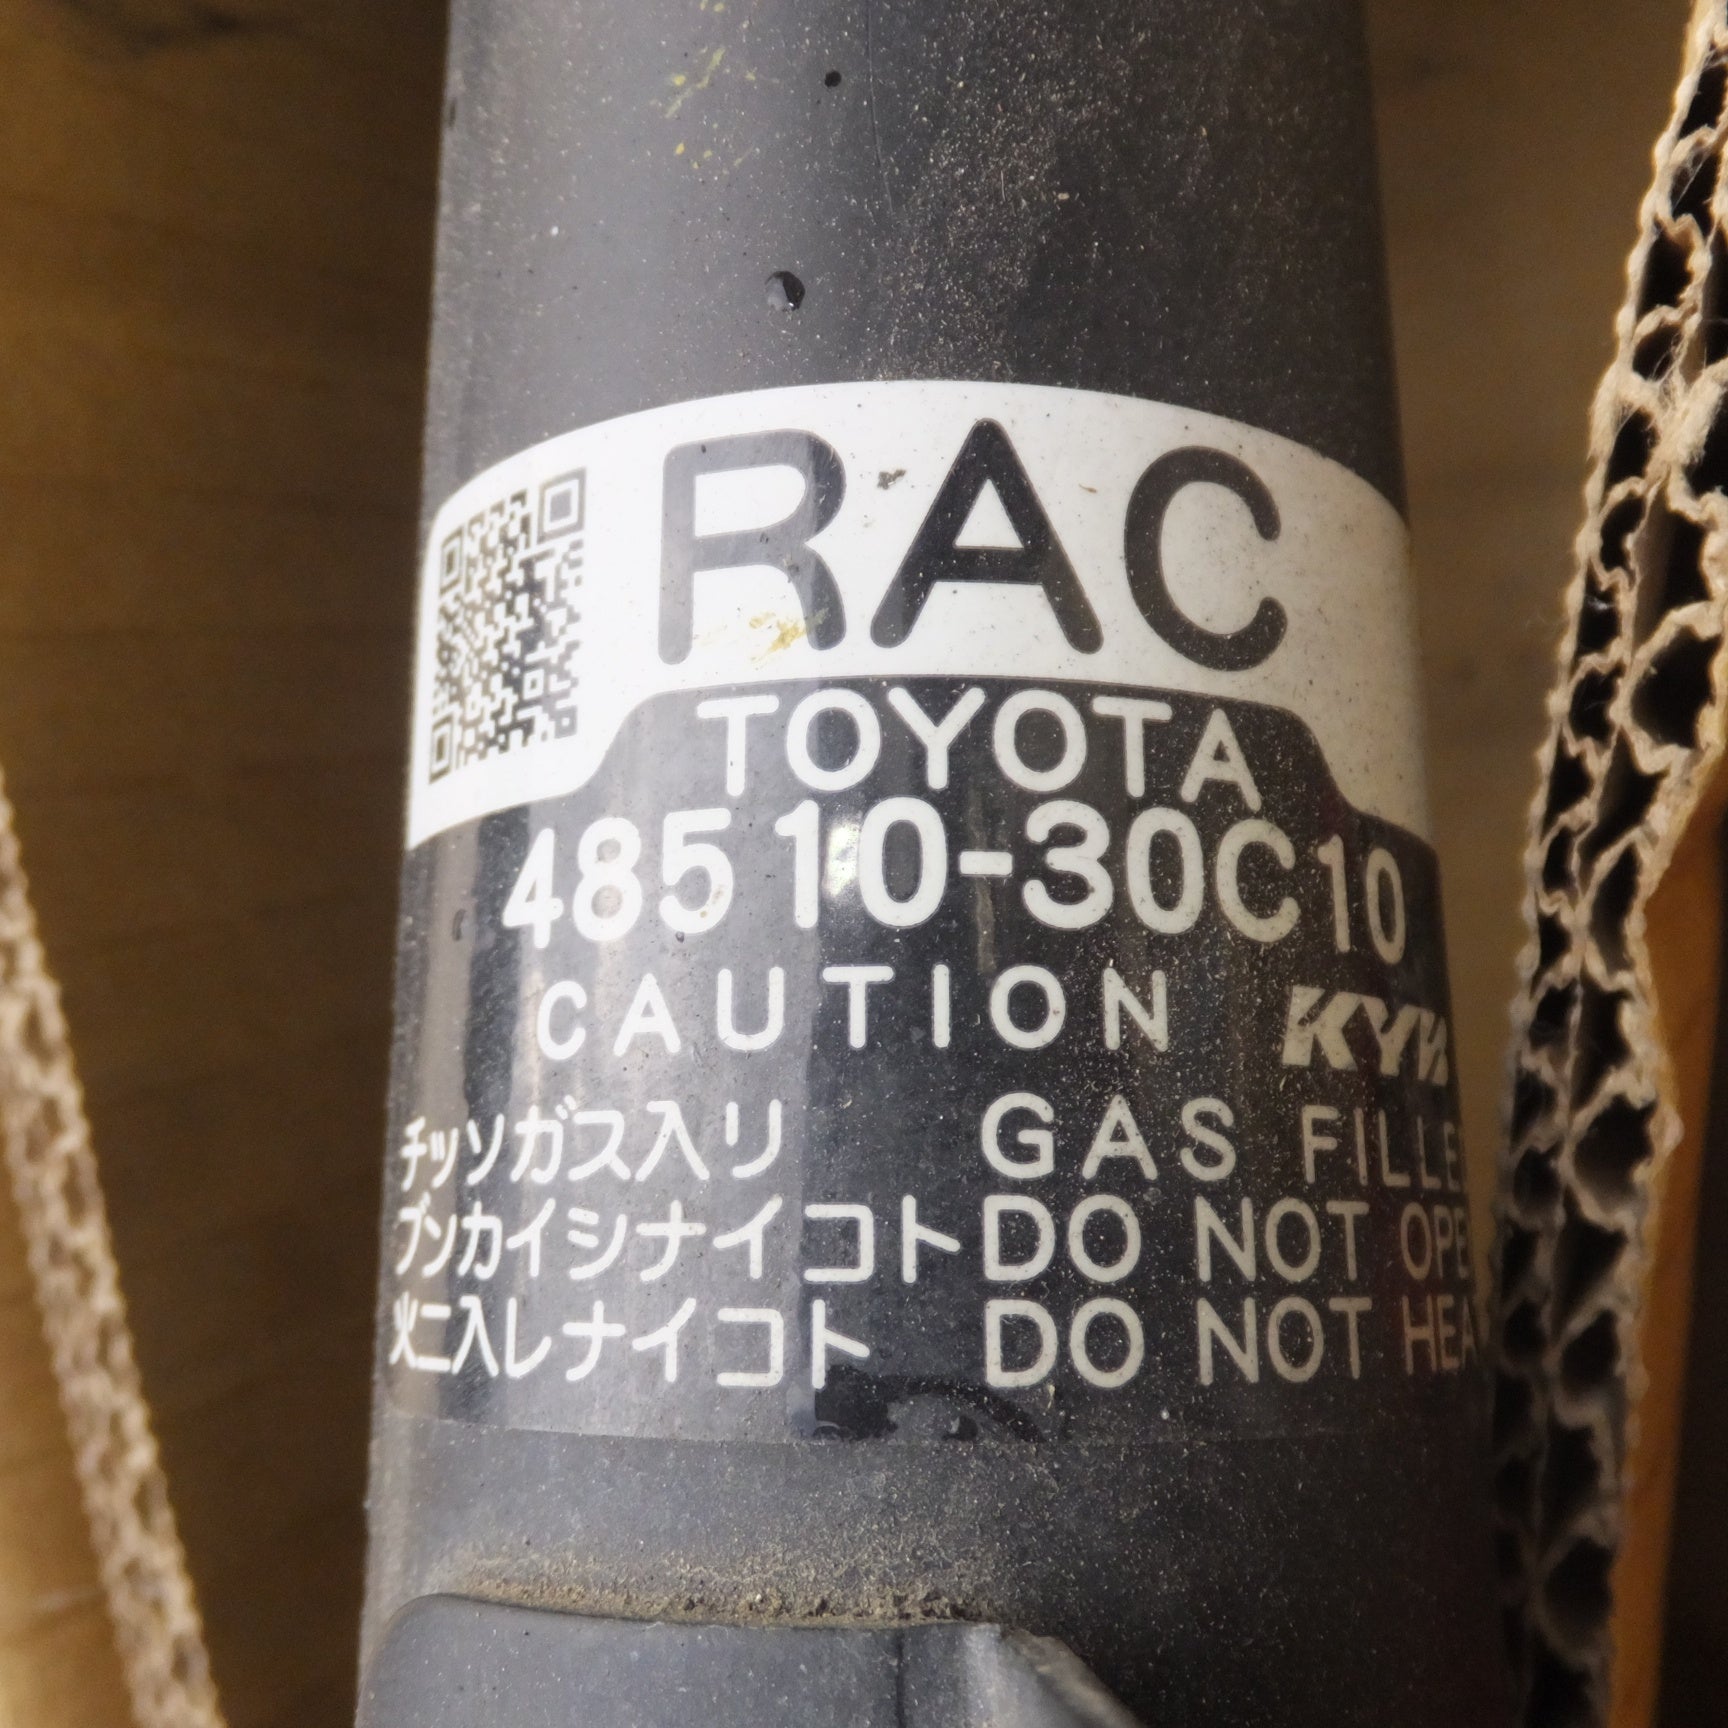 RAC
TOYOTA
48510-30C10
CAUTION KYB
チッソガス入リ GAS FILLE
ブンカイシナイコト DO NOT OPE
火ニ入レナイコト DO NOT HEA